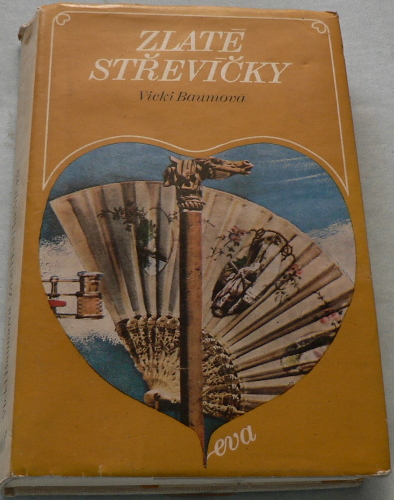 ZLATÉ
STŘEVÍČKY
Vicki Baumová
eva